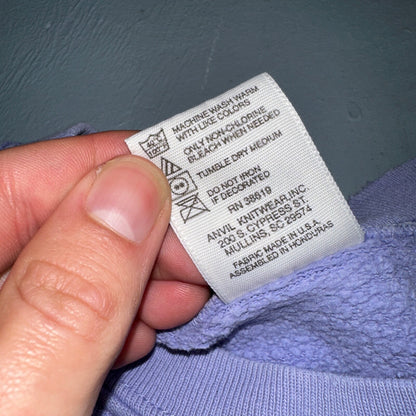 MACHINE WASH WARM
WITH LIKE COLORS
ONLY NON-CHLORINE
BLEACH WHEN NEEDED
TUMBLE DRY MEDIUM
DO NOT IRON
IF DECORATED
RN 38619
ANVIL KNITWEAR, INC.
200 S. CYPRESS ST.
MULLINS, SC 29574
FABRIC MADE IN U.S.A.
ASSEMBLED IN HONDURAS